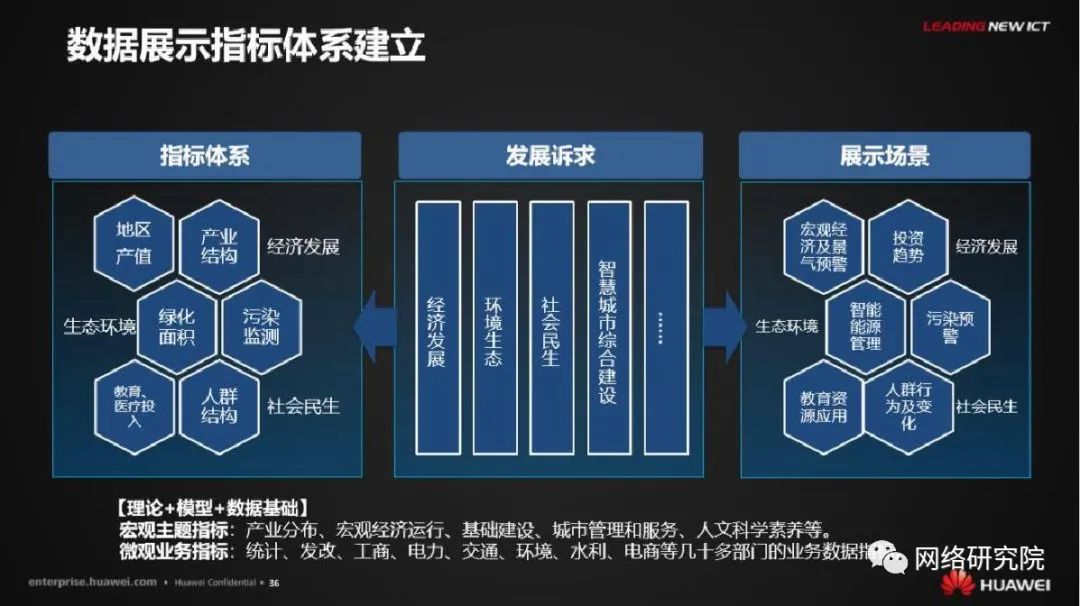 LEADING NEW ICT
数据展示指标体系建立
指标体系
地区
产值
产业
结构
经济发展
生态环境
绿化
面积
污染
监测
教育、
医疗投
入
人群
结构
社会民生
发展诉求
经济发展
环境生态
社会民生
智慧城市综合建设
……
展示场景
宏观经
济及景
气预警
投资
趋势
经济发展
生态环境
智能
能源
管理
污染预
警
教育资
源应用
人群行
为及变
化
社会民生
【理论+模型+数据基础】
宏观主题指标：产业分布、宏观经济运行、基础建设、城市管理和服务、人文科学素养等。
微观业务指标：统计、发改、工商、电力、交通、环境、水利、电商等几十多部门的业务数据指
网络研究院
enterprise.huawei.com • Huawei Confidential • 36
HUAWEI